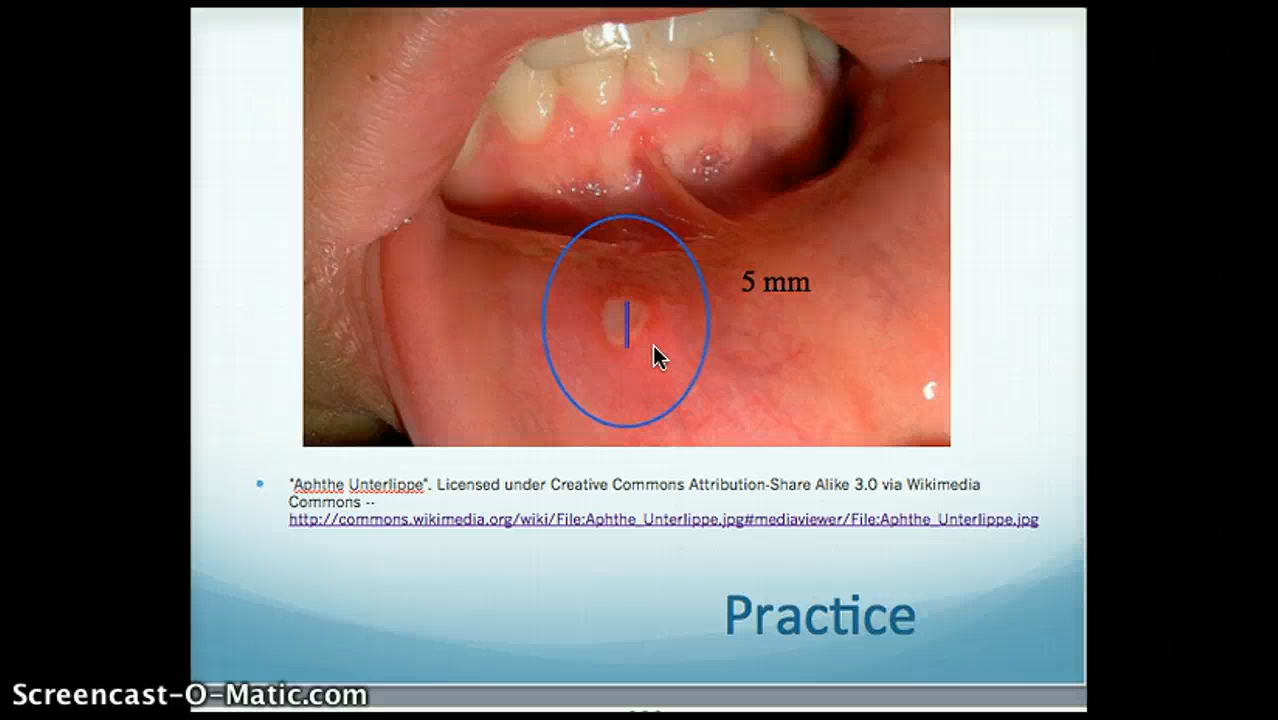 5 mm
"Aphthe Unterlippe". Licensed under Creative Commons Attribution-Share Alike 3.0 via Wikimedia
Commons --
http://commons.wikimedia.org/wiki/File:Aphthe_Unterlippe.jpg#mediaviewer/File:Aphthe_Unterlippe.jpg
Practice
Screencast-O-Matic.com